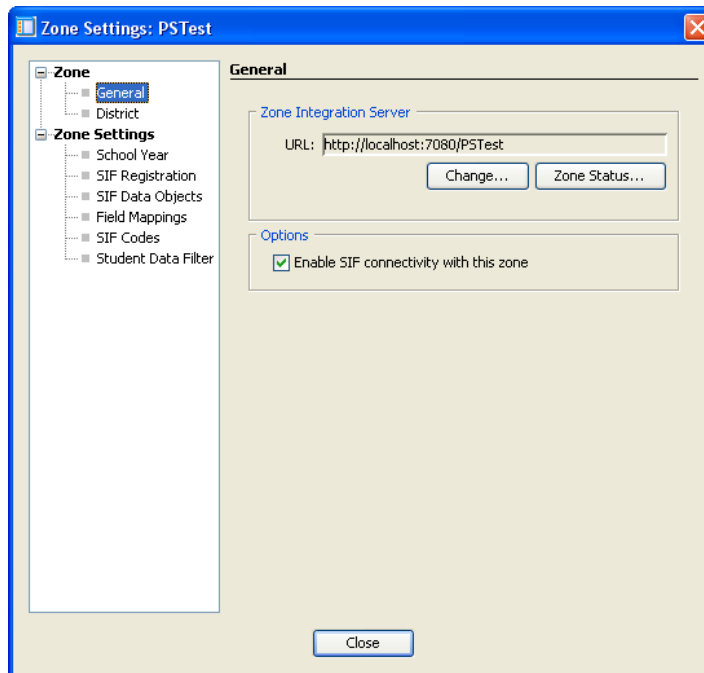 Zone Settings: PSTest
Zone
General
District
Zone Settings
School Year
SIF Registration
SIF Data Objects
Field Mappings
SIF Codes
Student Data Filter
General
Zone Integration Server
URL: http://localhost:7080/PSTest
Change... Zone Status...
Options
Enable SIF connectivity with this zone
Close